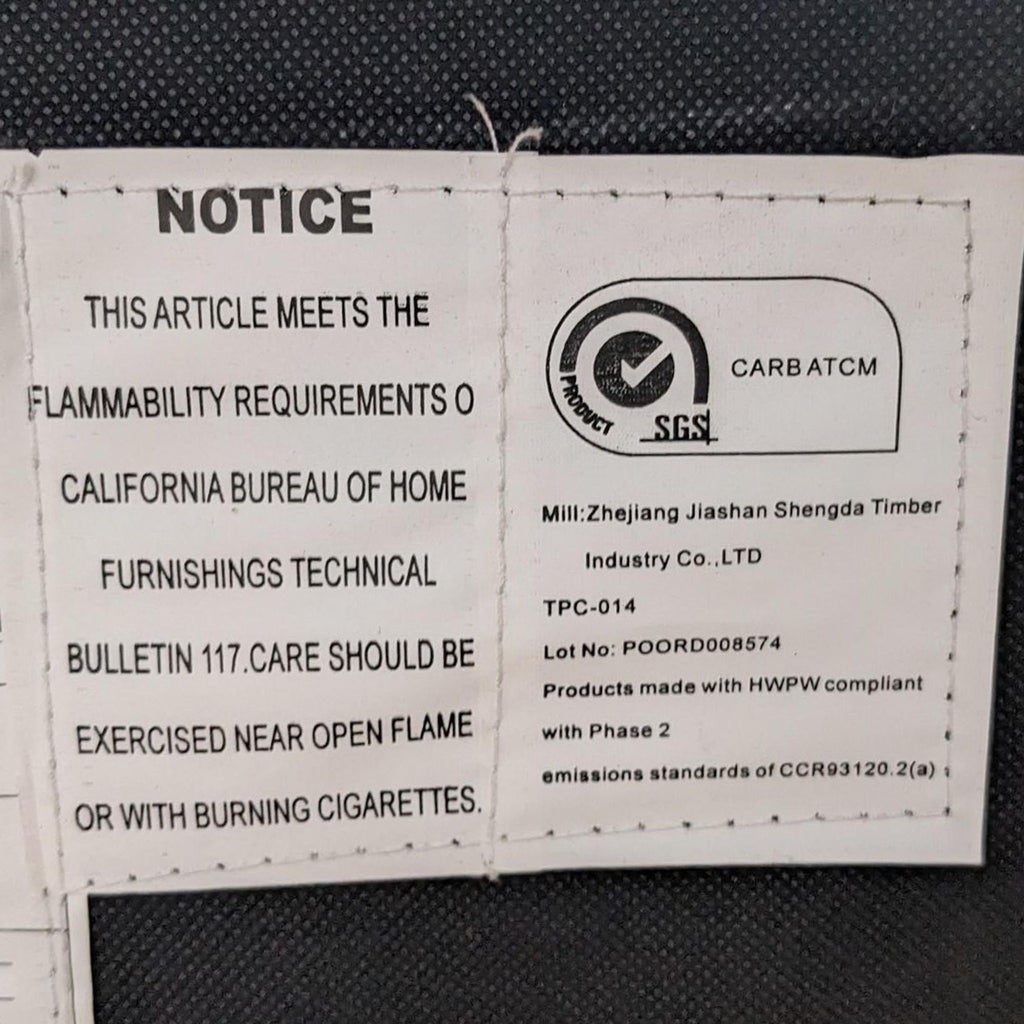 NOTICE
THIS ARTICLE MEETS THE
FLAMMABILITY REQUIREMENTS O
CALIFORNIA BUREAU OF HOME
FURNISHINGS TECHNICAL
BULLETIN 117.CARE SHOULD BE
EXERCISED NEAR OPEN FLAME
OR WITH BURNING CIGARETTES.
PRODUCT
SGS
CARB ATCM
Mill:Zhejiang Jiashan Shengda Timber
Industry Co.,LTD
TPC-014
Lot No: POORD008574
Products made with HWPW compliant
with Phase 2
emissions standards of CCR93120.2(a)